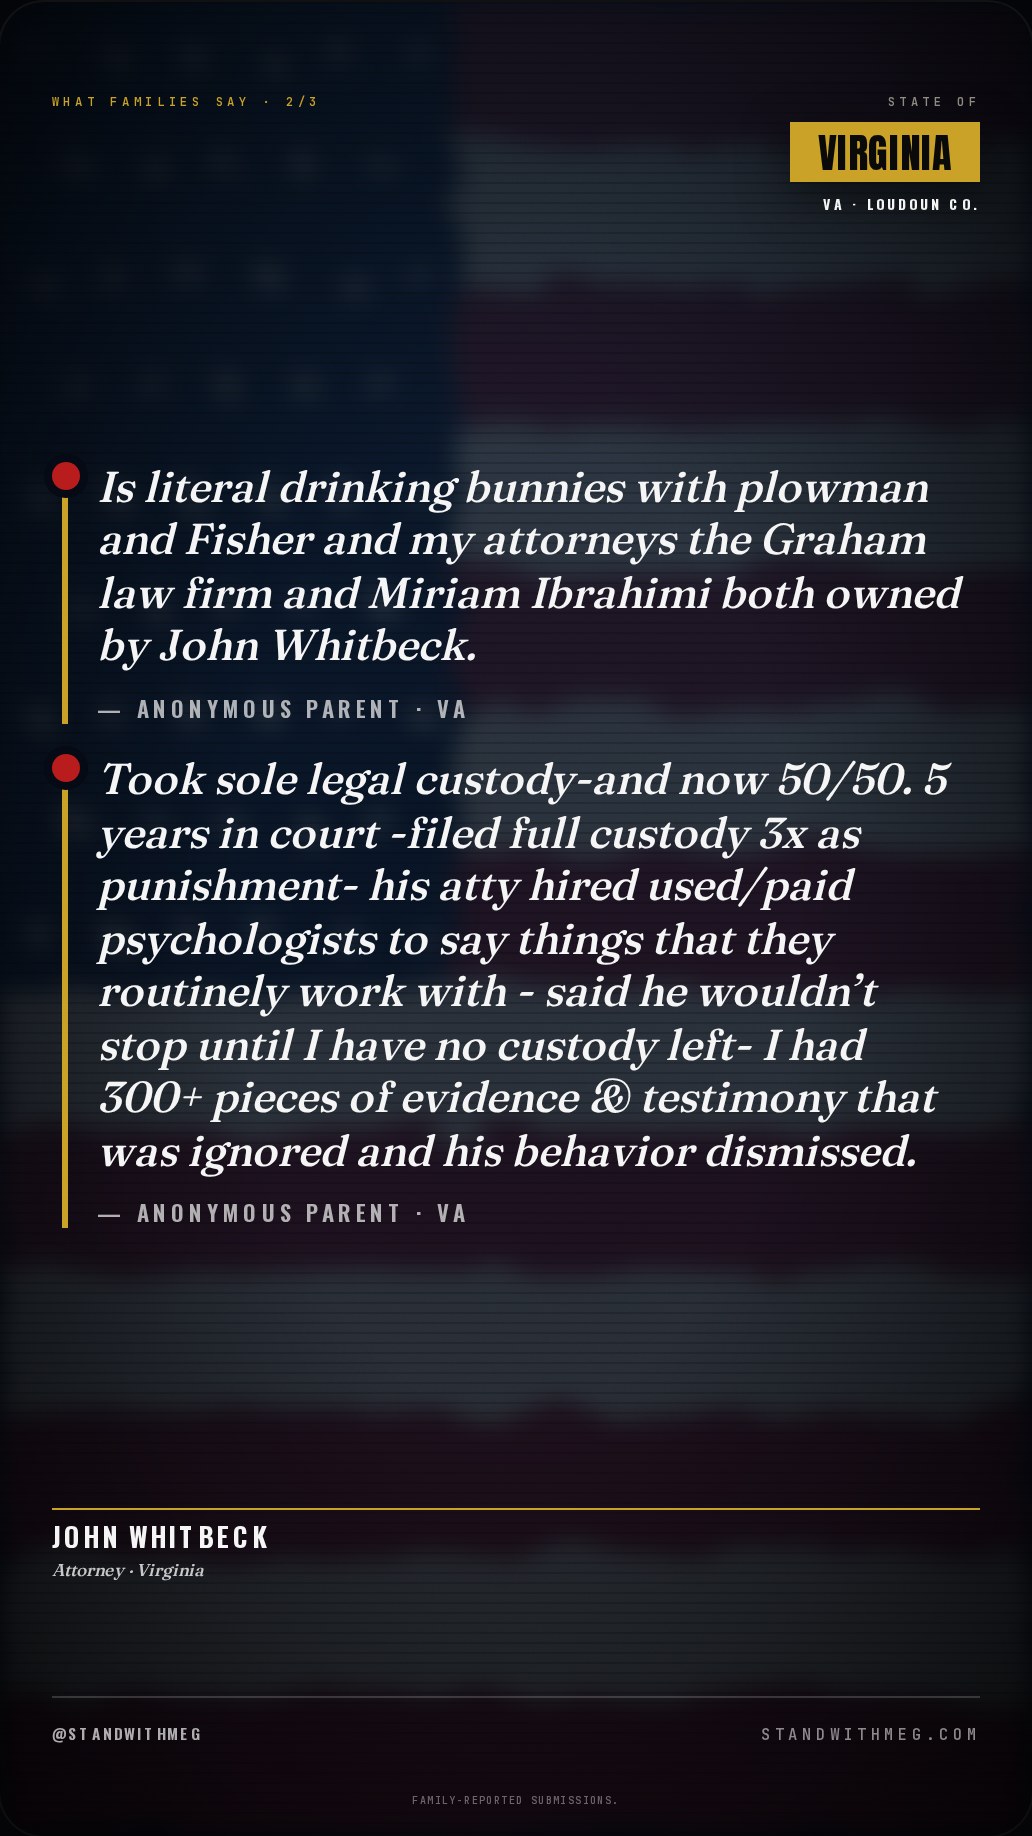 WHAT FAMILIES SAY · 2/3
STATE OF
VIRGINIA
VA · LOUDOUN CO.
Is literal drinking bunnies with plowman
and Fisher and my attorneys the Graham
law firm and Miriam Ibrahimi both owned
by John Whitbeck.
— ANONYMOUS PARENT · VA
Took sole legal custody-and now 50/50. 5
years in court -filed full custody 3x as
punishment- his atty hired used/paid
psychologists to say things that they
routinely work with - said he wouldn’t
stop until I have no custody left- I had
300+ pieces of evidence & testimony that
was ignored and his behavior dismissed.
— ANONYMOUS PARENT · VA
JOHN WHITBECK
Attorney · Virginia
@STANDWITHMEG
STANDWITHMEG.COM
FAMILY-REPORTED SUBMISSIONS.